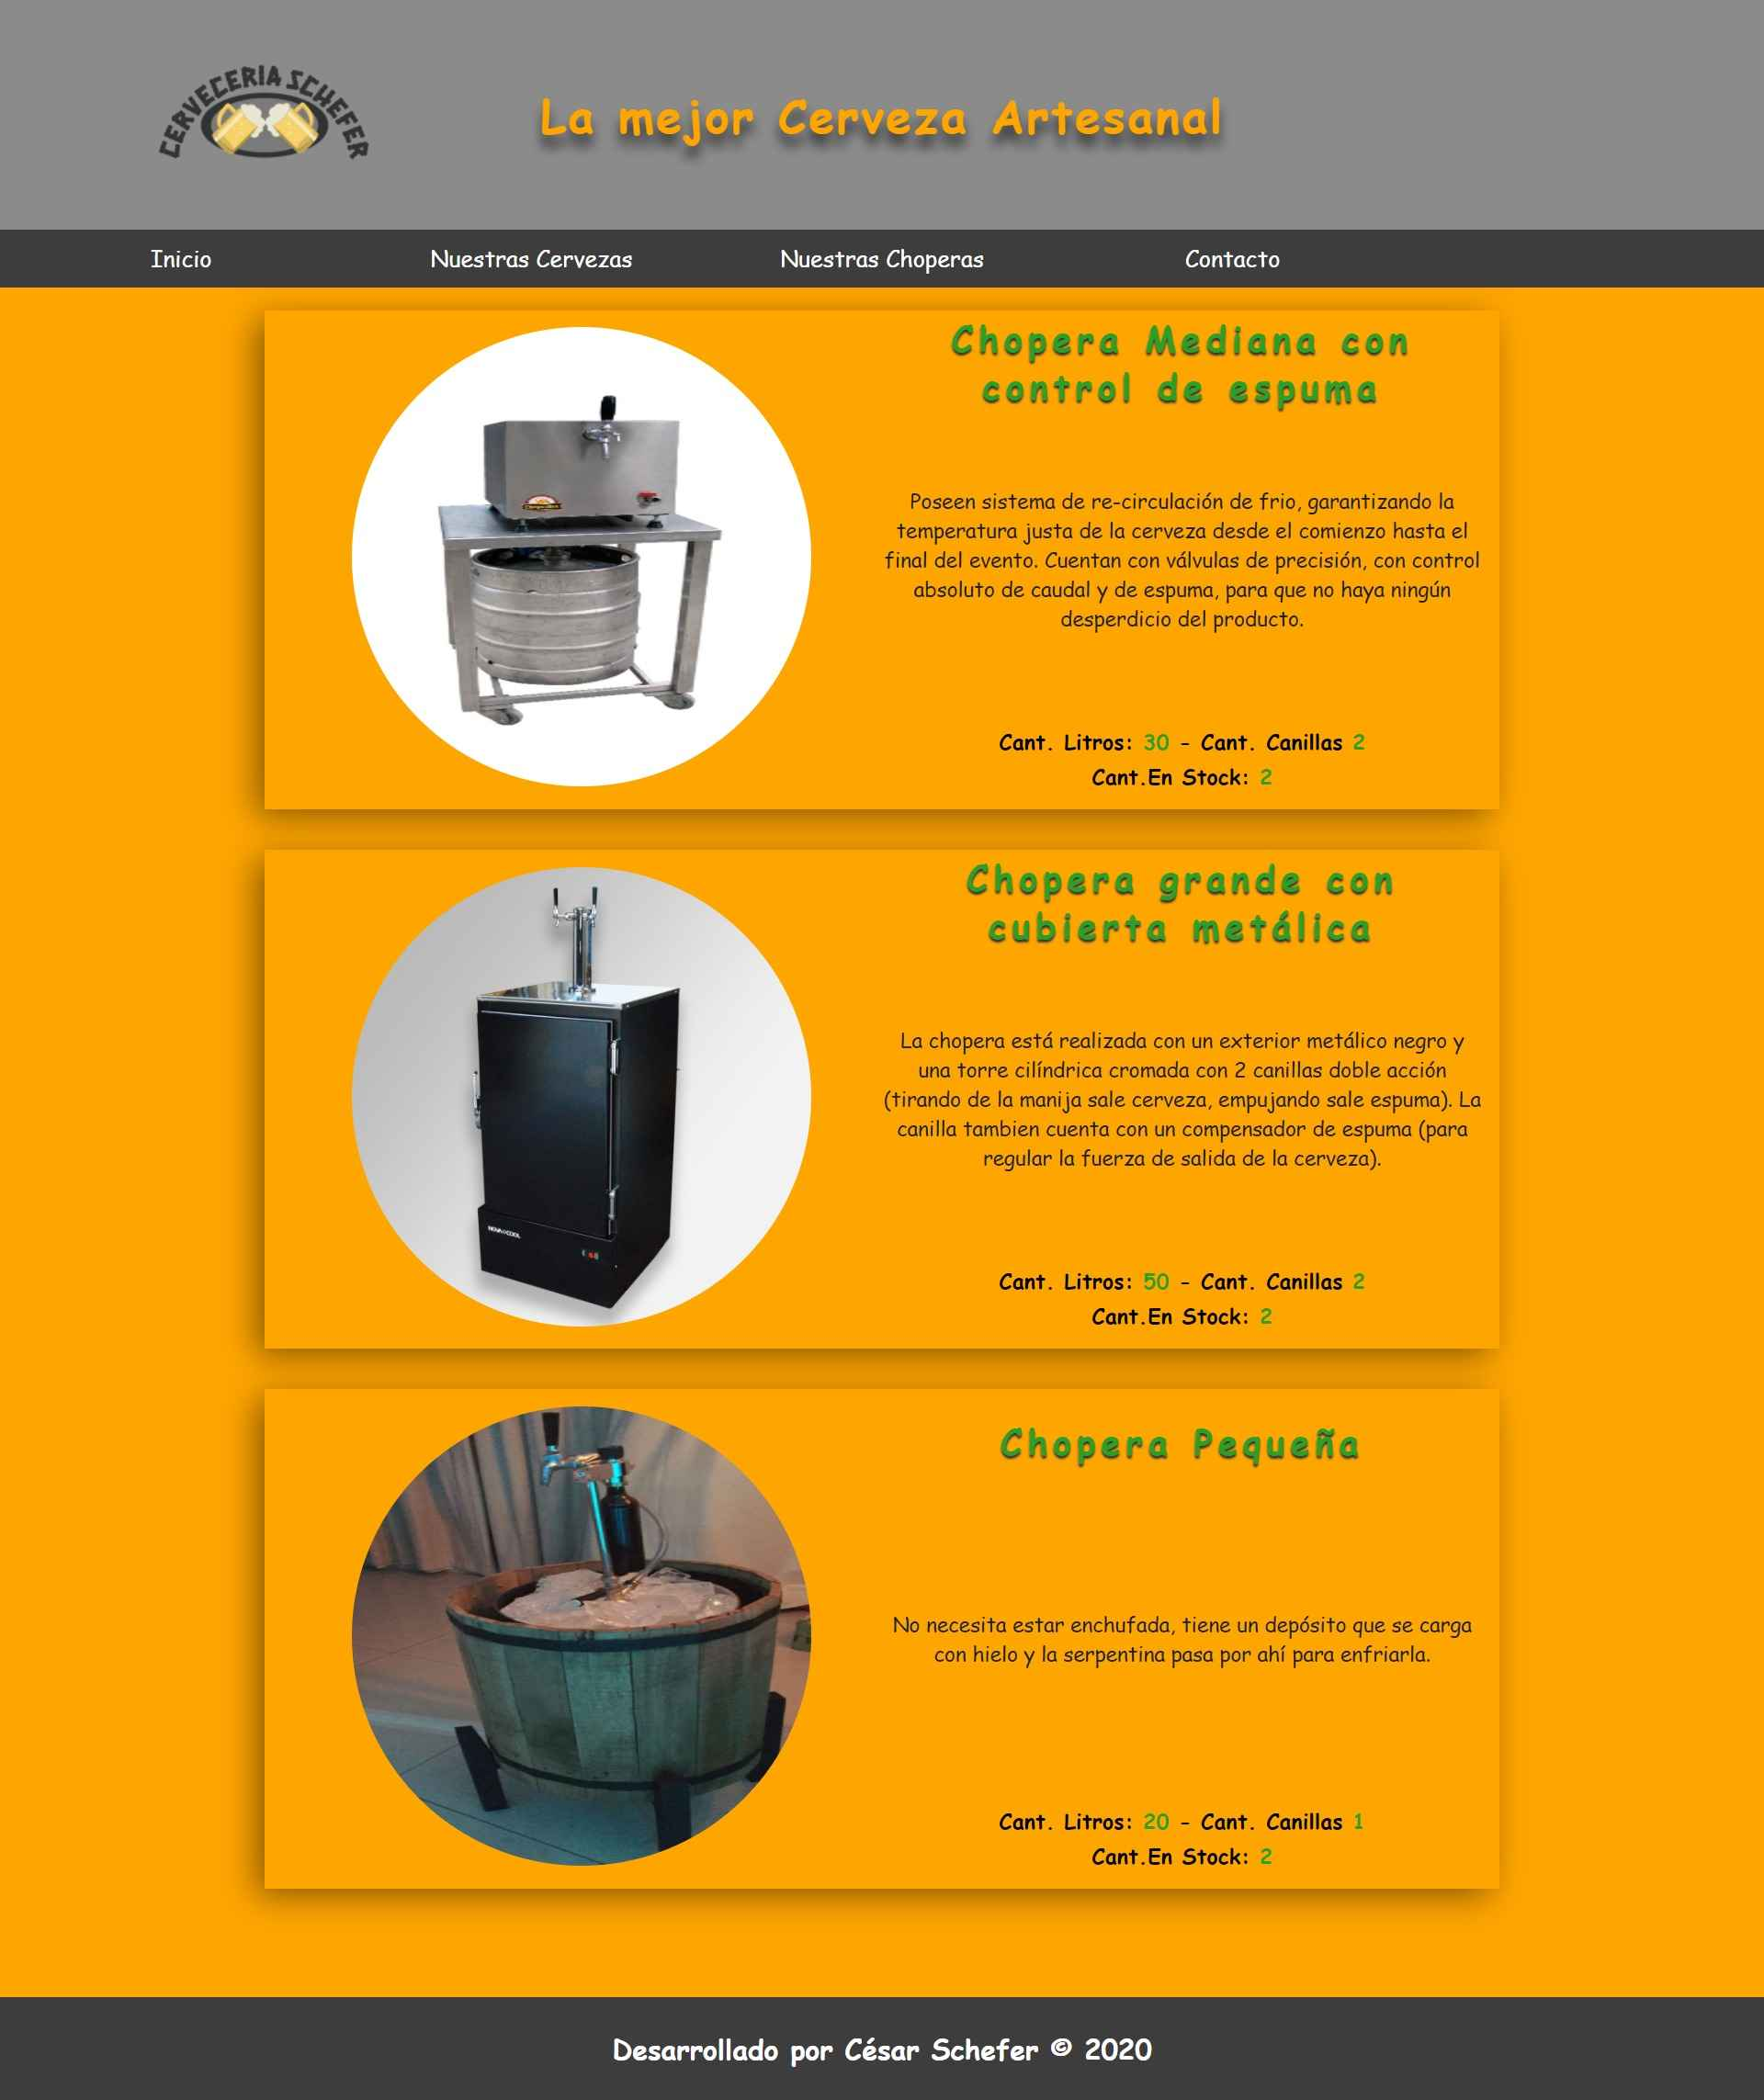 CERVECERIA SCHEFER
La mejor Cerveza Artesanal
Inicio
Nuestras Cervezas
Nuestras Choperas
Contacto
Chopera Mediana con
control de espuma
Poseen sistema de re-circulación de frio, garantizando la
temperatura justa de la cerveza desde el comienzo hasta el
final del evento. Cuentan con válvulas de precisión, con control
absoluto de caudal y de espuma, para que no haya ningún
desperdicio del producto.
Cant. Litros: 30 - Cant. Canillas 2
Cant.En Stock: 2
Chopera grande con
cubierta metálica
La chopera está realizada con un exterior metálico negro y
una torre cilíndrica cromada con 2 canillas doble acción
(tirando de la manija sale cerveza, empujando sale espuma). La
canilla tambien cuenta con un compensador de espuma (para
regular la fuerza de salida de la cerveza).
Cant. Litros: 50 - Cant. Canillas 2
Cant.En Stock: 2
Chopera Pequeña
No necesita estar enchufada, tiene un depósito que se carga
con hielo y la serpentina pasa por ahí para enfriarla.
Cant. Litros: 20 - Cant. Canillas 1
Cant.En Stock: 2
Desarrollado por César Schefer © 2020